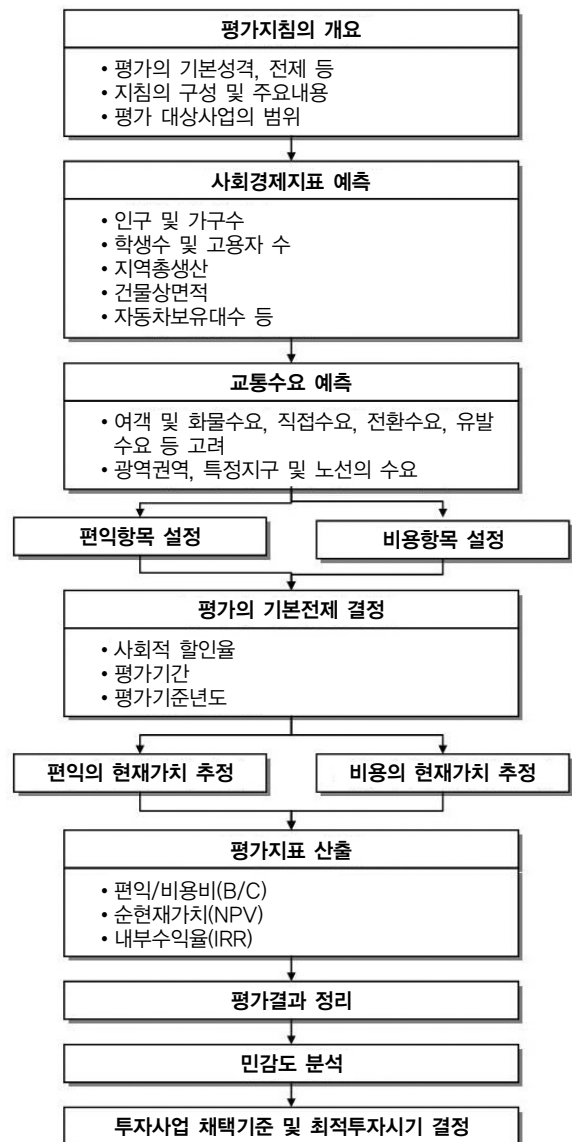 평가지침의 개요
• 평가의 기본성격, 전제 등
• 지침의 구성 및 주요내용
• 평가 대상사업의 범위
사회경제지표 예측
• 인구 및 가구수
• 학생수 및 고용자 수
• 지역총생산
• 건물상면적
• 자동차보유대수 등
교통수요 예측
• 여객 및 화물수요, 직접수요, 전환수요, 유발
수요 등 고려
• 광역권역, 특정지구 및 노선의 수요
편익항목 설정
비용항목 설정
평가의 기본전제 결정
• 사회적 할인율
• 평가기간
• 평가기준년도
편익의 현재가치 추정
비용의 현재가치 추정
평가지표 산출
• 편익/비용비(B/C)
• 순현재가치(NPV)
• 내부수익율(IRR)
평가결과 정리
민감도 분석
투자사업 채택기준 및 최적투자시기 결정